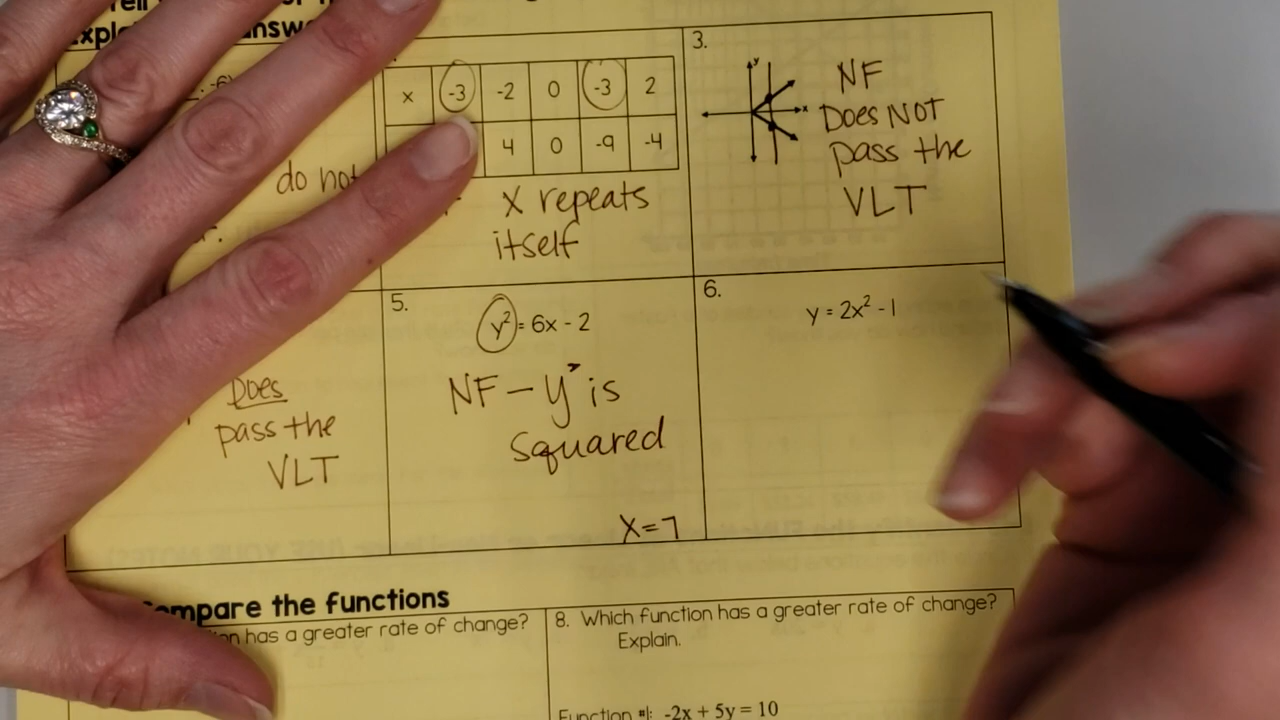 answ
x -3 -2 0 -3 2
4 0 -9 -4
X repeats
itself
do not
3.
y
x
NF
Does NOT
pass the
VLT
Does
pass the
VLT
5.
y² = 6x - 2
NF - y is
squared
X=7
6.
y = 2x² - 1
ompare the functions
has a greater rate of change?
8. Which function has a greater rate of change?
Explain.
Function #1: -2x + 5y = 10